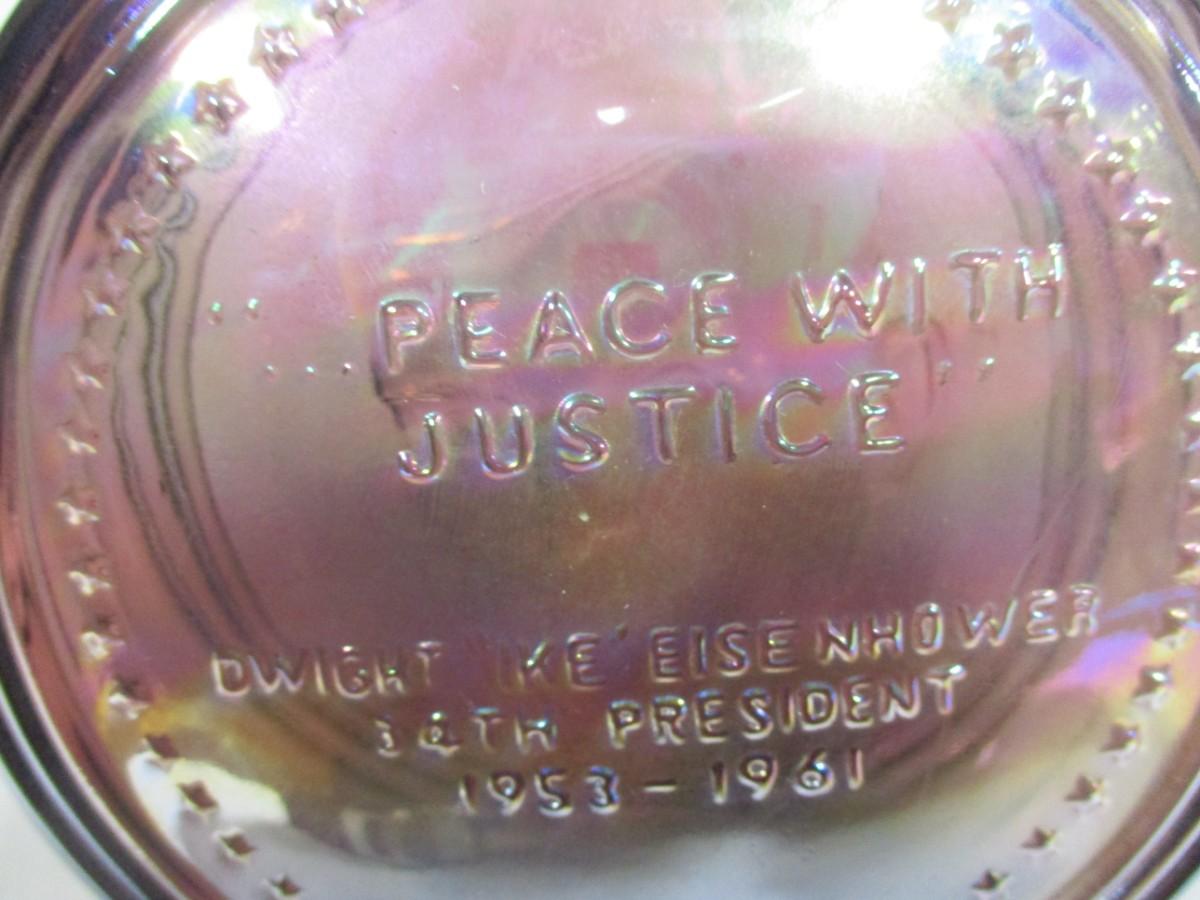 "PEACE WITH
JUSTICE"
DWIGHT 'IKE' EISENHOWER
34TH PRESIDENT
1953-1961